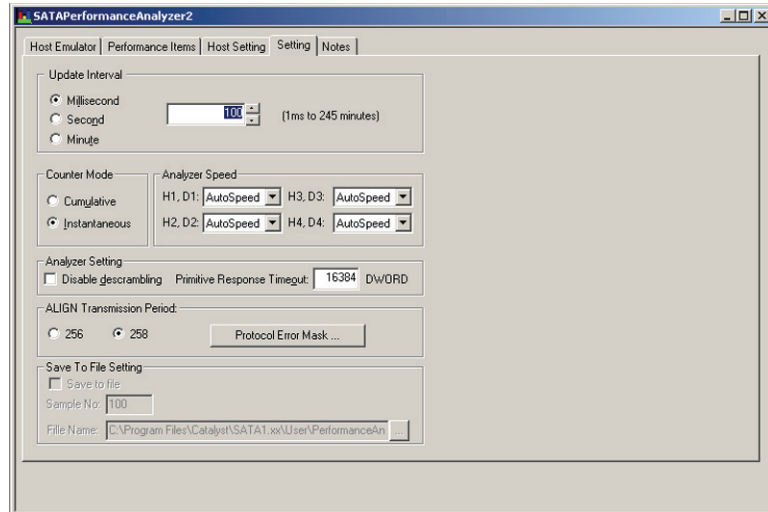 SATAPerformanceAnalyzer2
Host Emulator Performance Items Host Setting Setting Notes
Update Interval
Millisecond
Second
Minute
100
(1ms to 245 minutes)
Counter Mode
Cumulative
Instantaneous
Analyzer Speed
H1, D1: AutoSpeed H3, D3: AutoSpeed
H2, D2: AutoSpeed H4, D4: AutoSpeed
Analyzer Setting
Disable descrambling Primitive Response Timeout: 16384 DWORD
ALIGN Transmission Period:
256 258 Protocol Error Mask ...
Save To File Setting
Save to file
Sample No: 100
Fille Name: C:\Program Files\Catalyst\SATA1.xx\User\PerformanceAn ...